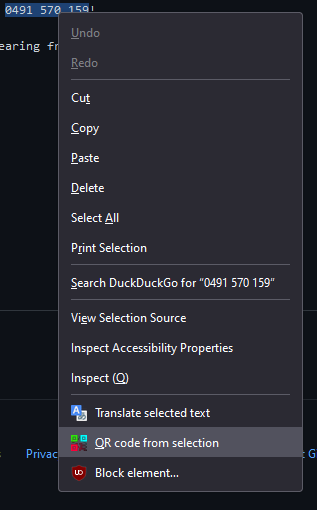 0491 570 159
earing fr
Undo
Redo
Cut
Copy
Paste
Delete
Select All
Print Selection
Search DuckDuckGo for “0491 570 159”
View Selection Source
Inspect Accessibility Properties
Inspect (Q)
Translate selected text
QR code from selection
Block element...
s Privac t G